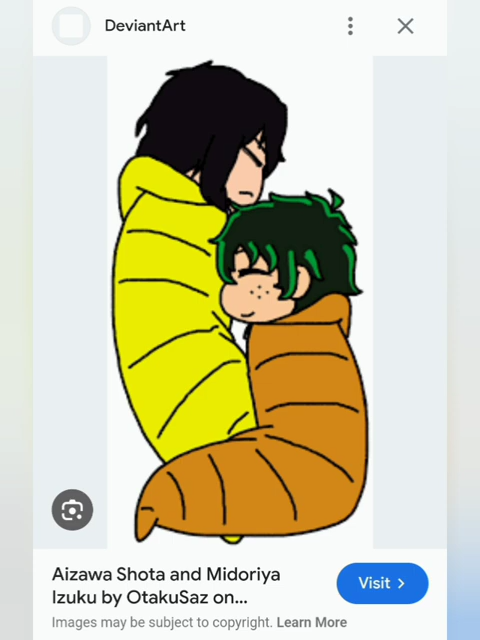 DeviantArt
Aizawa Shota and Midoriya
Izuku by OtakuSaz on...
Visit
Images may be subject to copyright. Learn More